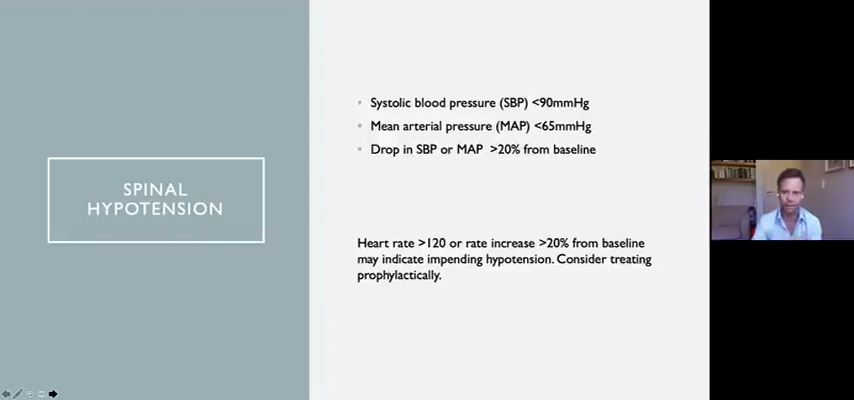 SPINAL
HYPOTENSION
• Systolic blood pressure (SBP) <90mmHg
• Mean arterial pressure (MAP) <65mmHg
• Drop in SBP or MAP >20% from baseline
Heart rate >120 or rate increase >20% from baseline
may indicate impending hypotension. Consider treating
prophylactically.